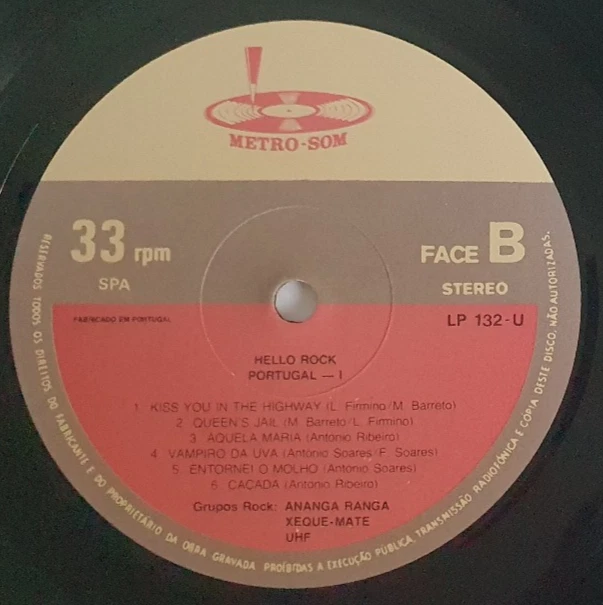 METRO-SOM
33 rpm
FACE B
SPA
STEREO
FABRICADO EM PORTUGAL
LP 132-U
HELLO ROCK
PORTUGAL — I
1 KISS YOU IN THE HIGHWAY (L. Firmino/M. Barreto)
2 QUEEN'S JAIL (M. Barreto/L. Firmino)
3 AQUELA MARIA (António Ribeiro)
4 VAMPIRO DA UVA (António Soares/F. Soares)
5 ENTORNEI O MOLHO (António Soares)
6 CACADA (António Ribeiro)
Grupos Rock: ANANGA RANGA
XEQUE-MATE
UHF
RESERVADOS TODOS OS DIREITOS DO FABRICANTE E DO PROPRIETÁRIO DA OBRA GRAVADA. PROÍBIDAS A EXECUÇÃO PÚBLICA, TRANSMISSÃO RADIOFÓNICA E CÓPIA DESTE DISCO, NÃO AUTORIZADAS.